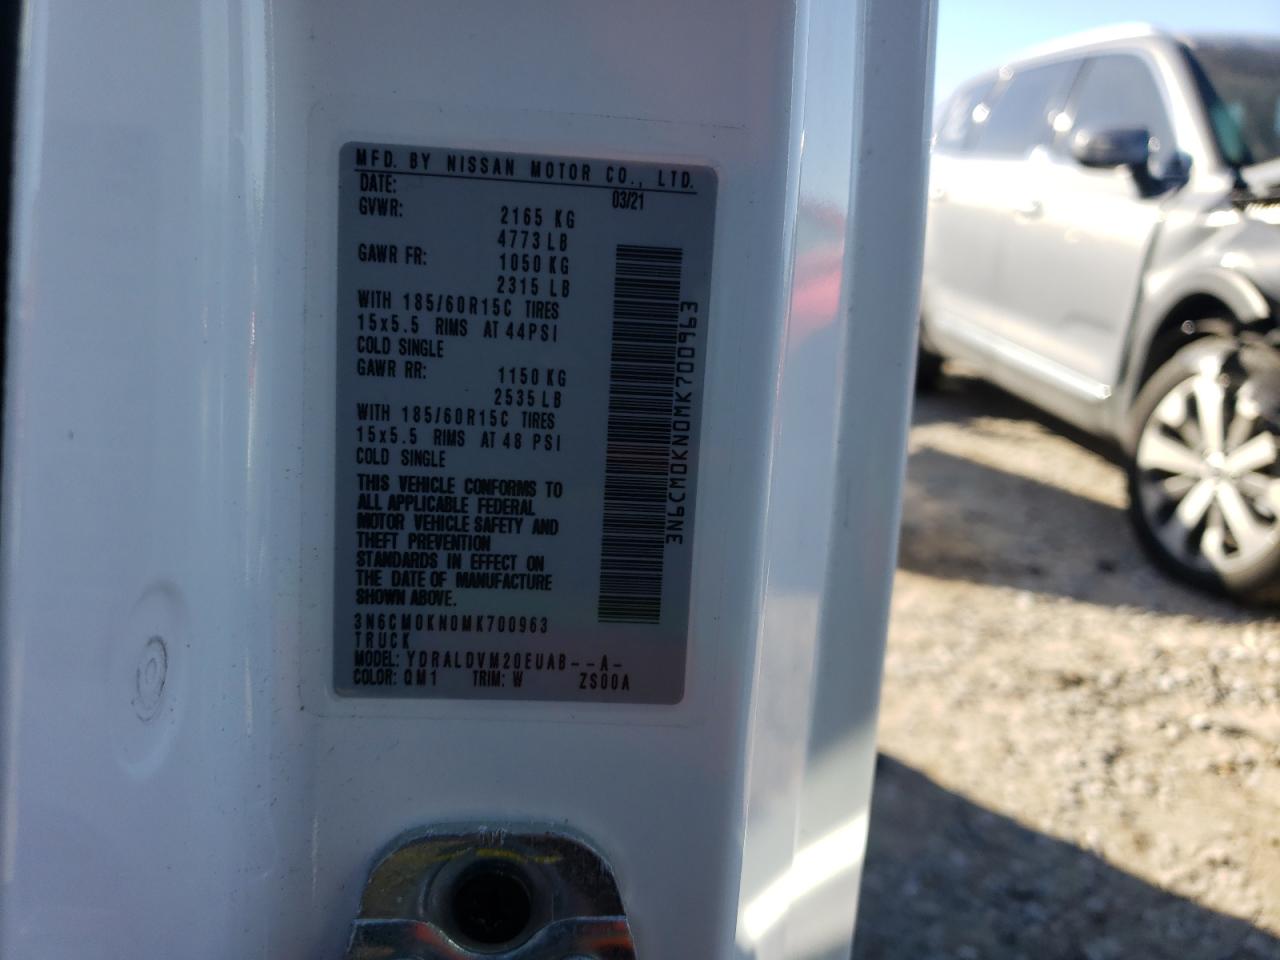 MFD. BY NISSAN MOTOR CO., LTD.
DATE: 03/21
GVWR: 2165 KG
4773 LB
GAWR FR: 1050 KG
2315 LB
WITH 185/60R15C TIRES
15x5.5 RIMS AT 44PSI
COLD SINGLE
GAWR RR: 1150 KG
2535 LB
WITH 185/60R15C TIRES
15x5.5 RIMS AT 48 PSI
COLD SINGLE
THIS VEHICLE CONFORMS TO
ALL APPLICABLE FEDERAL
MOTOR VEHICLE SAFETY AND
THEFT PREVENTION
STANDARDS IN EFFECT ON
THE DATE OF MANUFACTURE
SHOWN ABOVE.
3N6CM0KN0MK700963
TRUCK
MODEL: YDRALDVM20EUAB--A-
COLOR: QM1 TRIM: W ZS00A
3N6CM0KN0MK700963